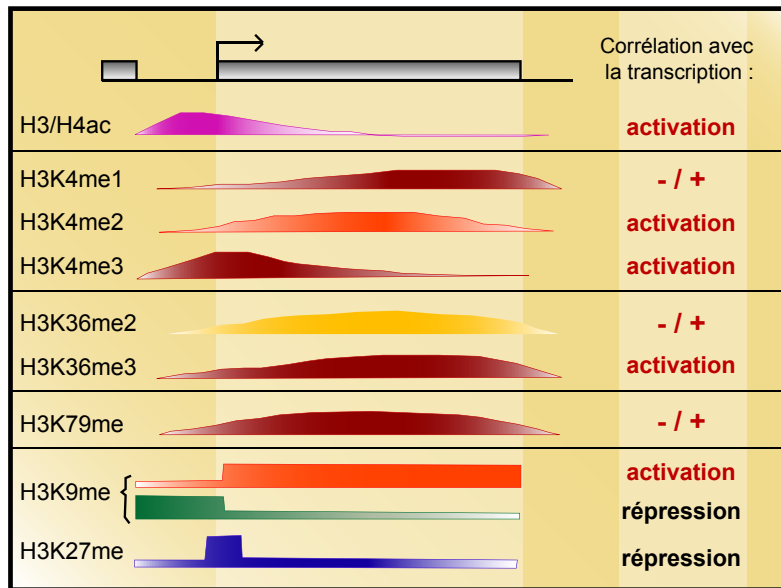 Corrélation avec
la transcription :
H3/H4ac activation
H3K4me1 - / +
H3K4me2 activation
H3K4me3 activation
H3K36me2 - / +
H3K36me3 activation
H3K79me - / +
H3K9me activation
répression
H3K27me répression